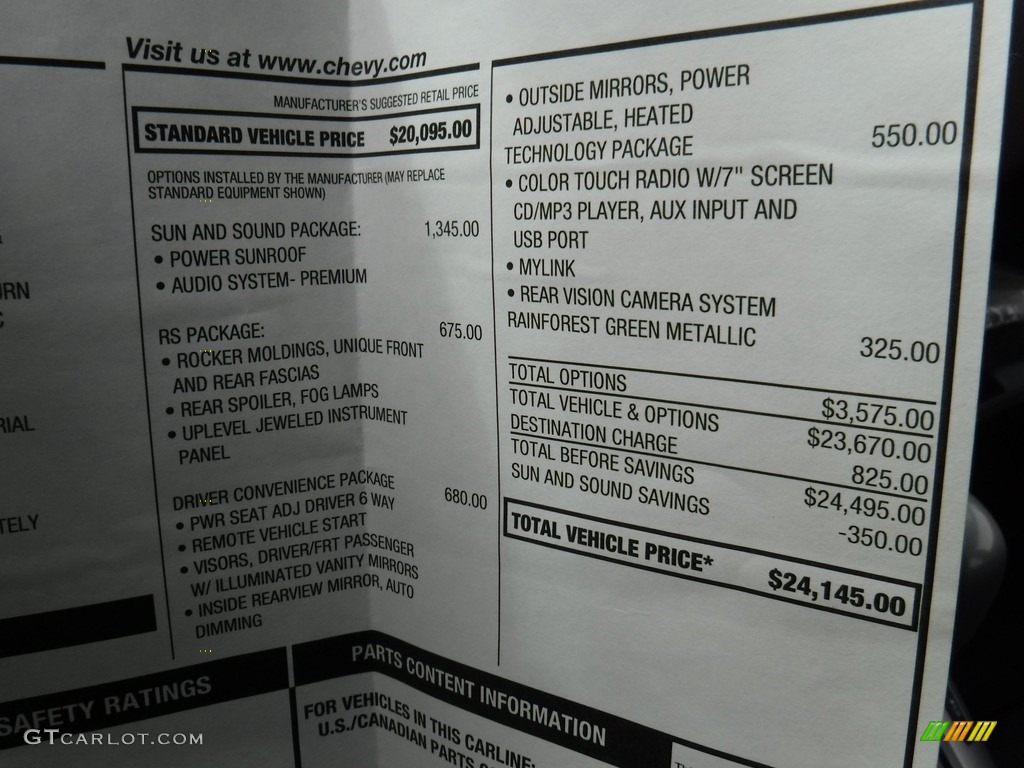 URN
RIAL
TELY
Visit us at www.chevy.com
MANUFACTURER'S SUGGESTED RETAIL PRICE
STANDARD VEHICLE PRICE $20,095.00
OPTIONS INSTALLED BY THE MANUFACTURER (MAY REPLACE
STANDARD EQUIPMENT SHOWN)
SUN AND SOUND PACKAGE: 1,345.00
• POWER SUNROOF
• AUDIO SYSTEM- PREMIUM
RS PACKAGE: 675.00
• ROCKER MOLDINGS, UNIQUE FRONT
AND REAR FASCIAS
• REAR SPOILER, FOG LAMPS
• UPLEVEL JEWELED INSTRUMENT
PANEL
DRIVER CONVENIENCE PACKAGE 680.00
• PWR SEAT ADJ DRIVER 6 WAY
• REMOTE VEHICLE START
• VISORS, DRIVER/FRT PASSENGER
W/ ILLUMINATED VANITY MIRRORS
• INSIDE REARVIEW MIRROR, AUTO
DIMMING
• OUTSIDE MIRRORS, POWER
ADJUSTABLE, HEATED
TECHNOLOGY PACKAGE 550.00
• COLOR TOUCH RADIO W/7" SCREEN
CD/MP3 PLAYER, AUX INPUT AND
USB PORT
• MYLINK
• REAR VISION CAMERA SYSTEM
RAINFOREST GREEN METALLIC 325.00
TOTAL OPTIONS $3,575.00
TOTAL VEHICLE & OPTIONS $23,670.00
DESTINATION CHARGE 825.00
TOTAL BEFORE SAVINGS $24,495.00
SUN AND SOUND SAVINGS -350.00
TOTAL VEHICLE PRICE* $24,145.00
SAFETY RATINGS
PARTS CONTENT INFORMATION
FOR VEHICLES IN THIS CARLINE:
U.S./CANADIAN PARTS
GTCARLOT.COM